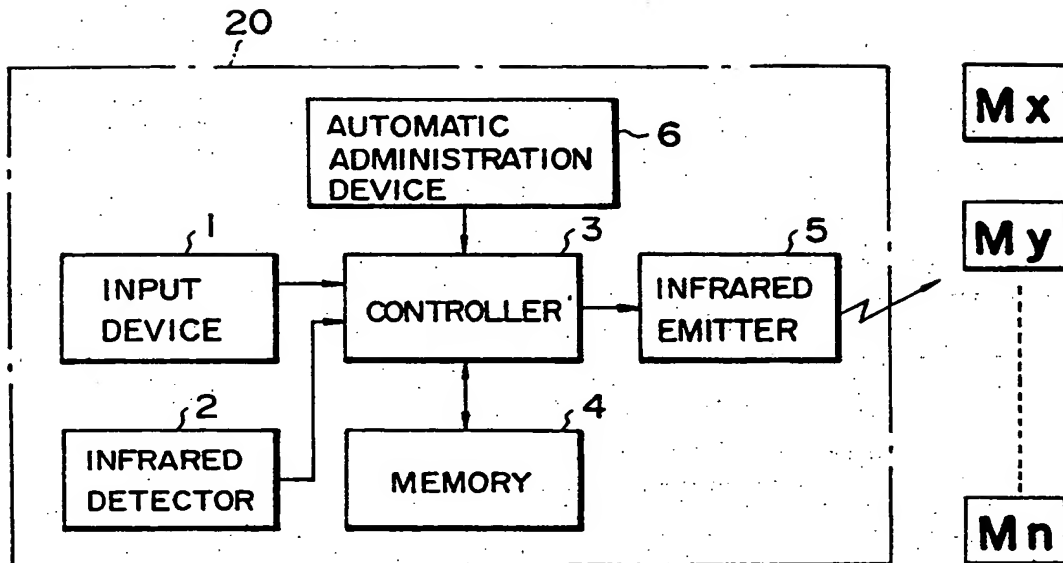 20
AUTOMATIC
ADMINISTRATION
DEVICE
6
Mx
1
INPUT
DEVICE
3
CONTROLLER
5
INFRARED
EMITTER
My
2
INFRARED
DETECTOR
4
MEMORY
Mn